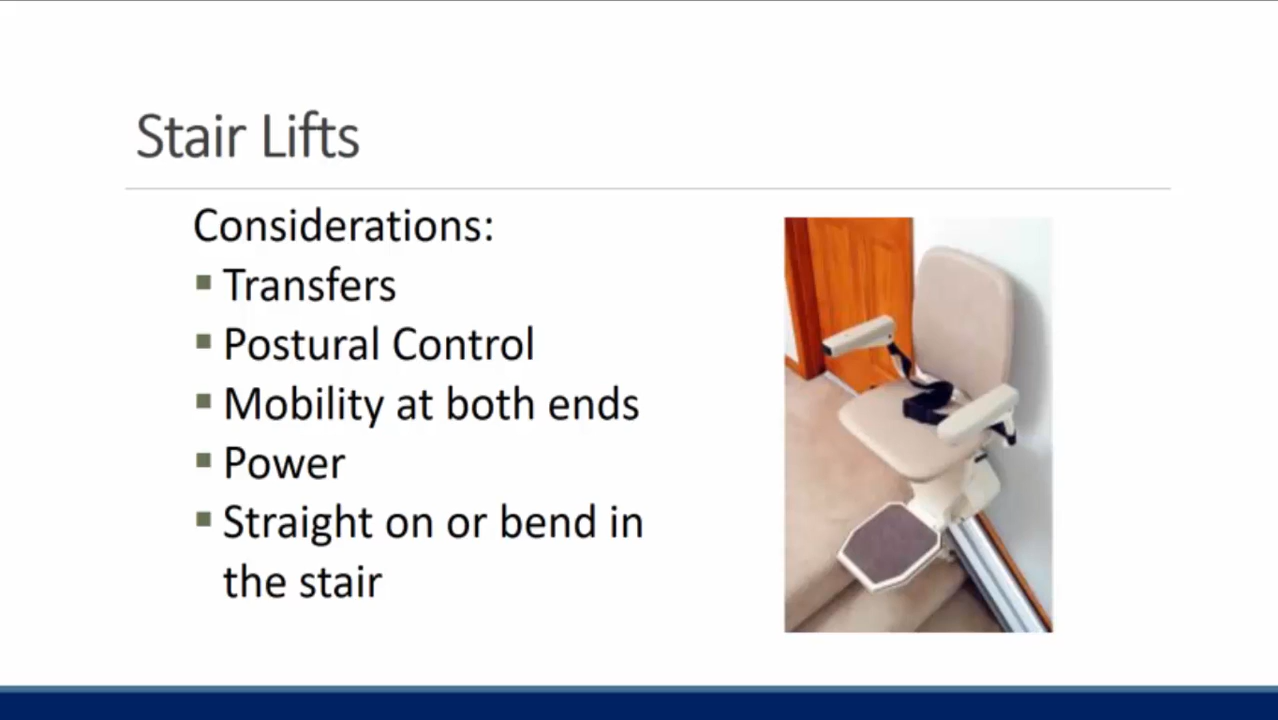 Stair Lifts
Considerations:
▪ Transfers
▪ Postural Control
▪ Mobility at both ends
▪ Power
▪ Straight on or bend in
the stair